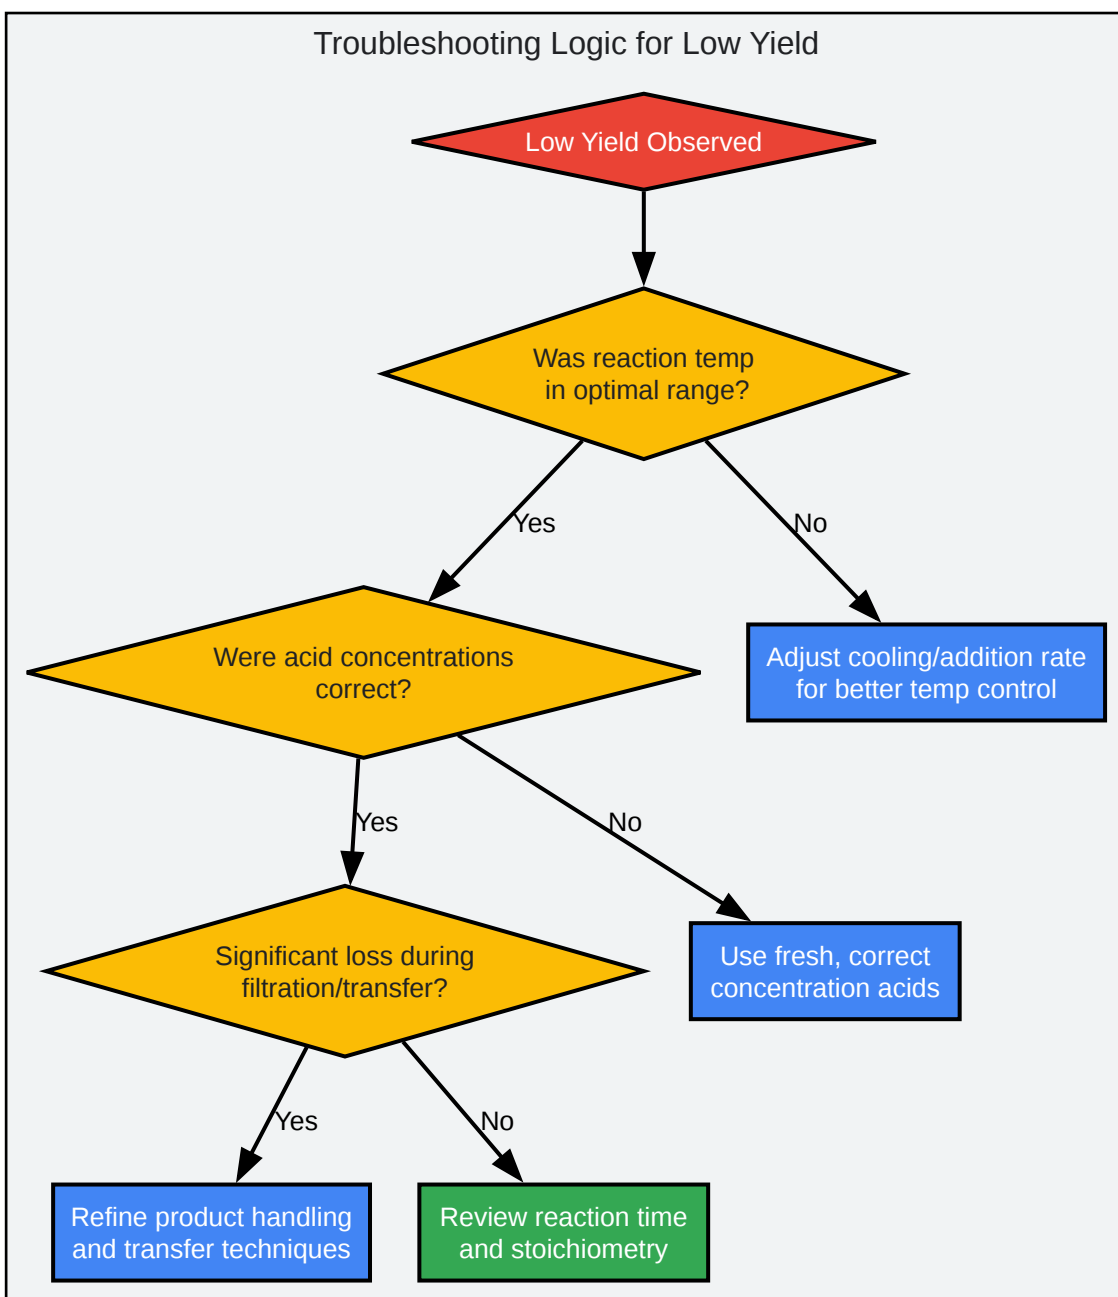 Troubleshooting Logic for Low Yield
Low Yield Observed
Was reaction temp
in optimal range?
Yes
No
Were acid concentrations
correct?
Adjust cooling/addition rate
for better temp control
Yes
No
Significant loss during
filtration/transfer?
Use fresh, correct
concentration acids
Yes
No
Refine product handling
and transfer techniques
Review reaction time
and stoichiometry